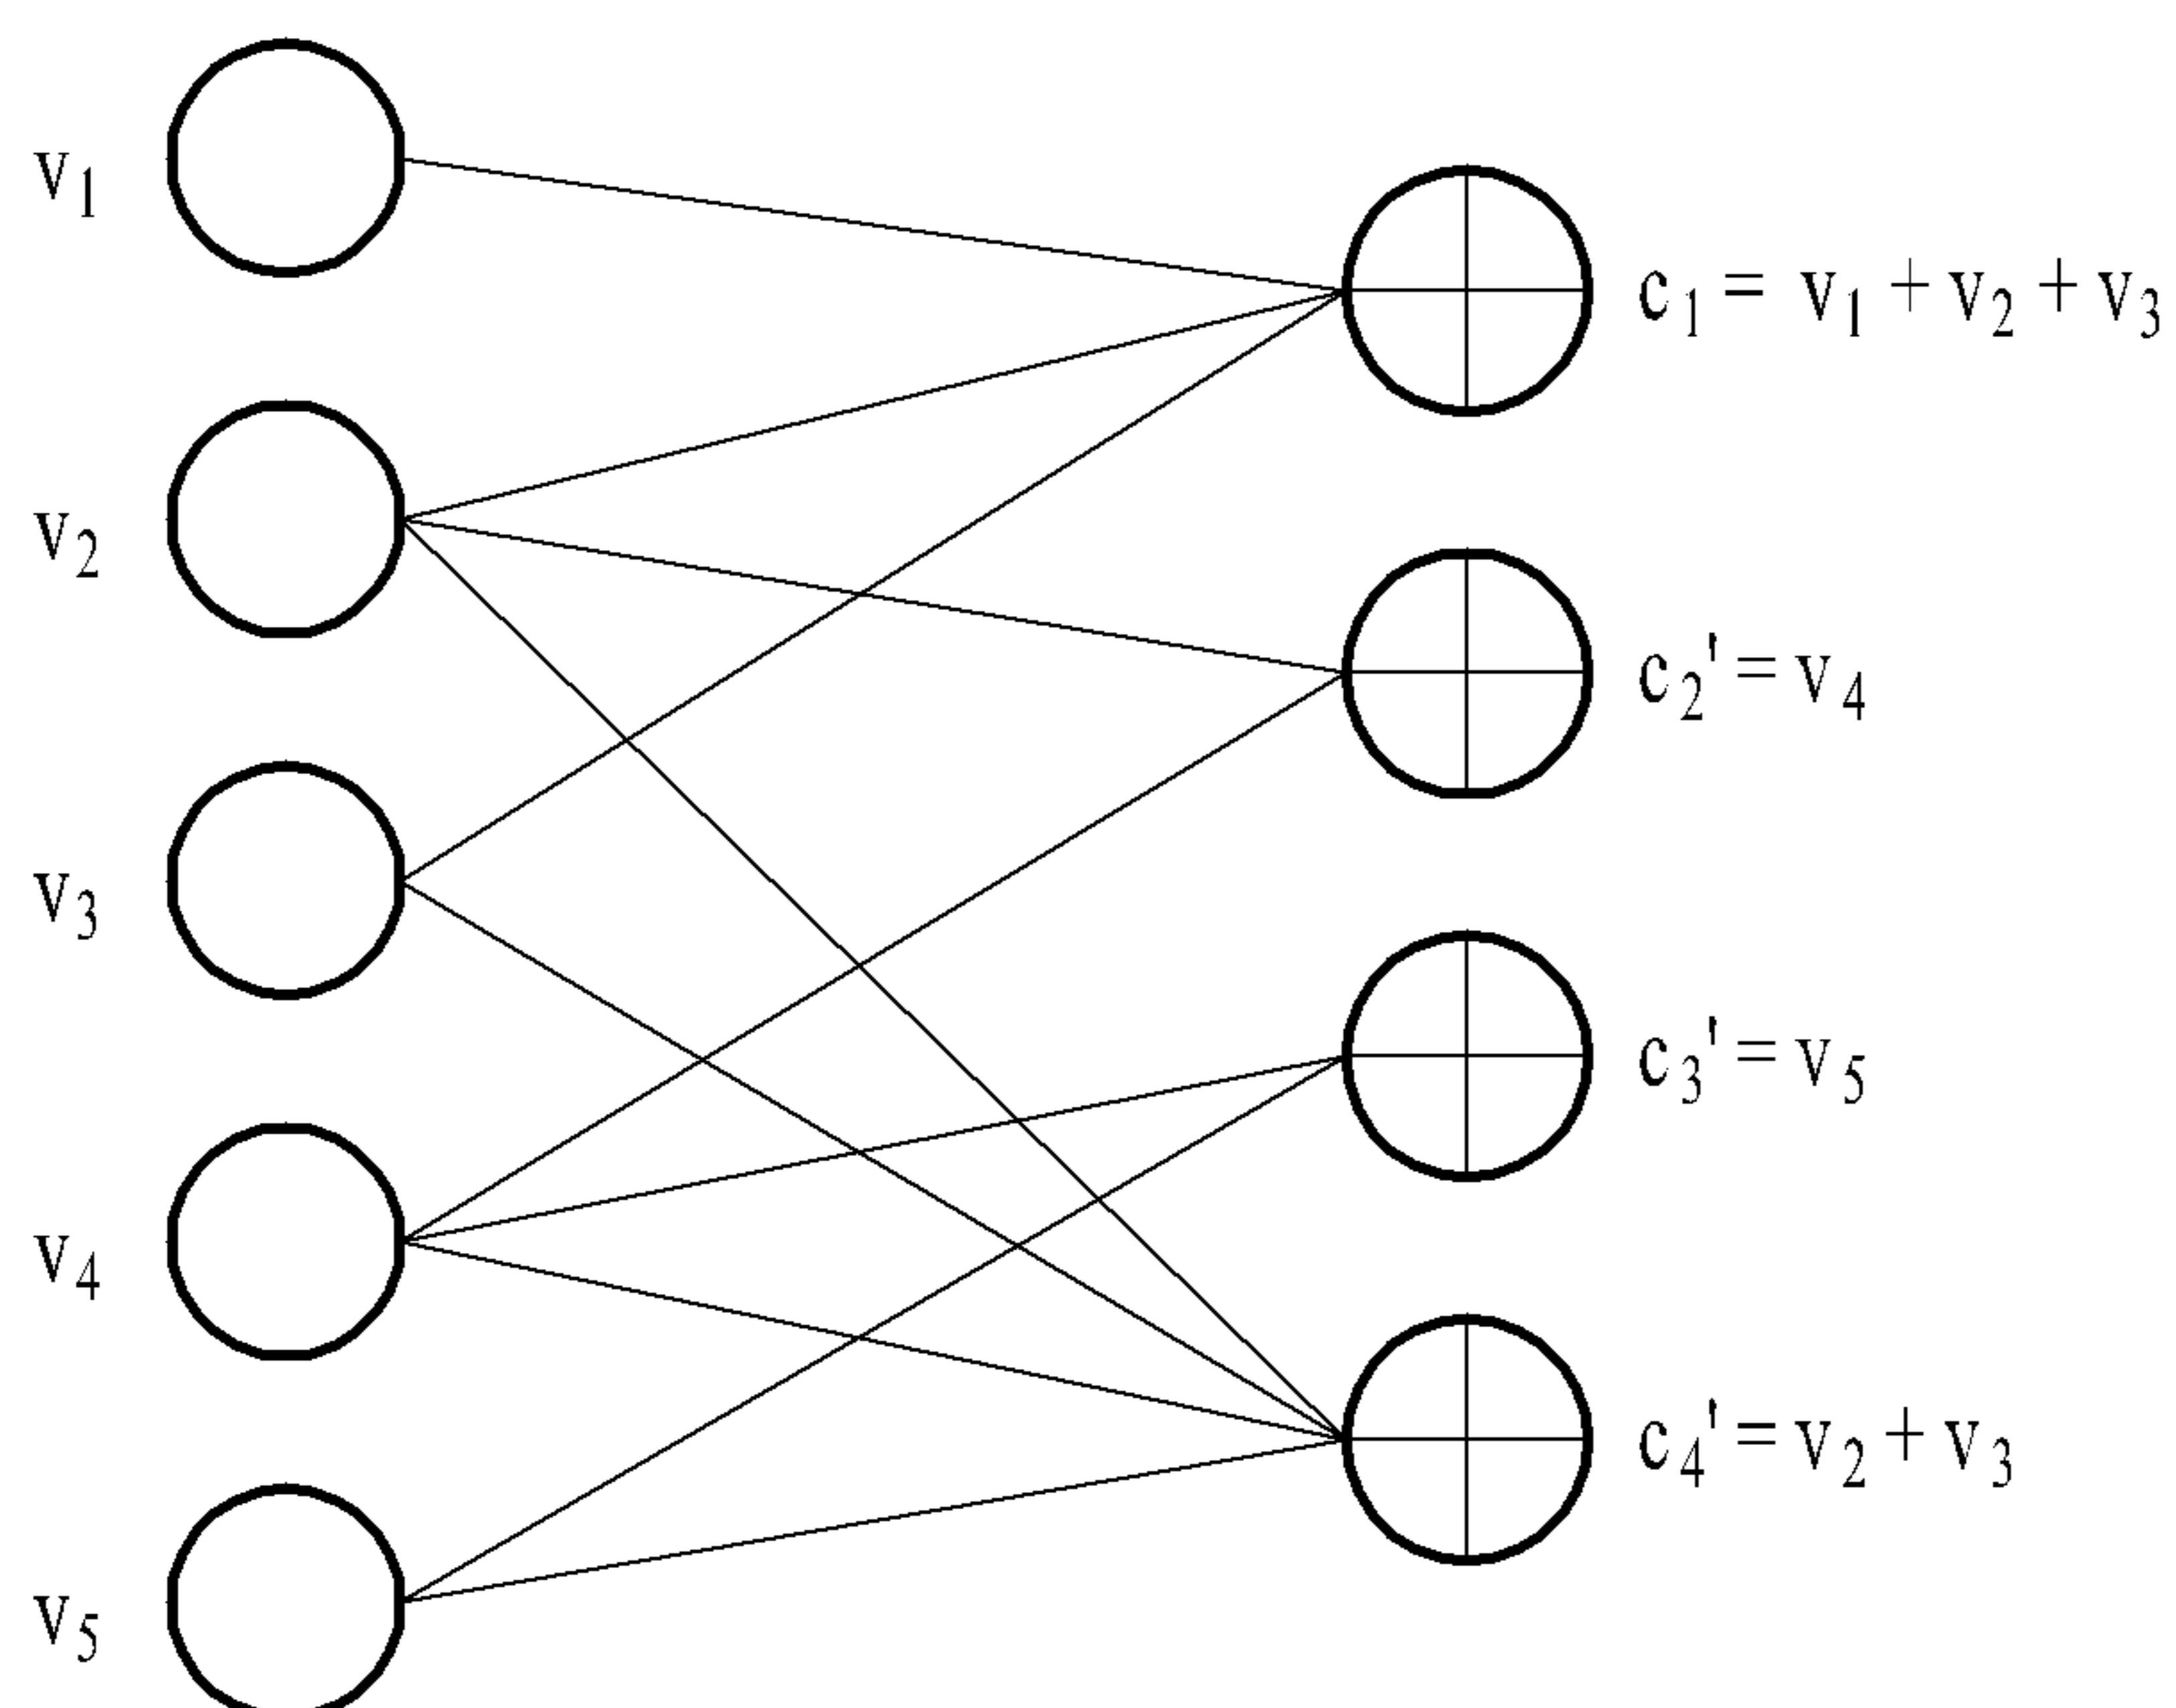 v1
c1 = v1 + v2 + v3
v2
c2' = v4
v3
c3' = v5
v4
c4' = v2 + v3
v5